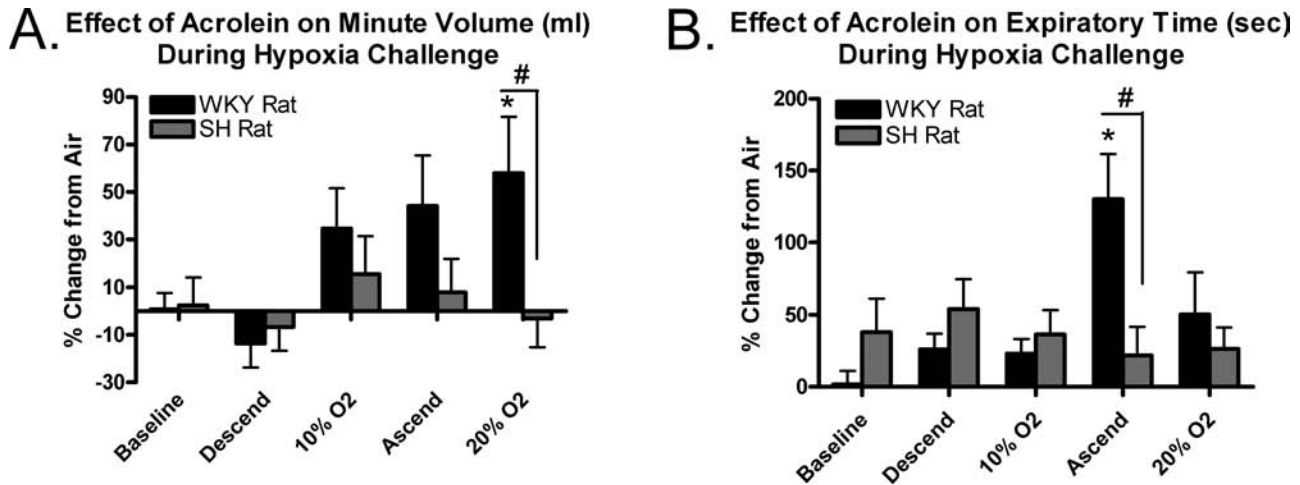 A. Effect of Acrolein on Minute Volume (ml)
During Hypoxia Challenge
% Change from Air
90
70
50
30
10
-10
-30
WKY Rat
SH Rat
#
*
Baseline
Descend
10% O2
Ascend
20% O2
B. Effect of Acrolein on Expiratory Time (sec)
During Hypoxia Challenge
% Change from Air
200
150
100
50
0
WKY Rat
SH Rat
#
*
Baseline
Descend
10% O2
Ascend
20% O2